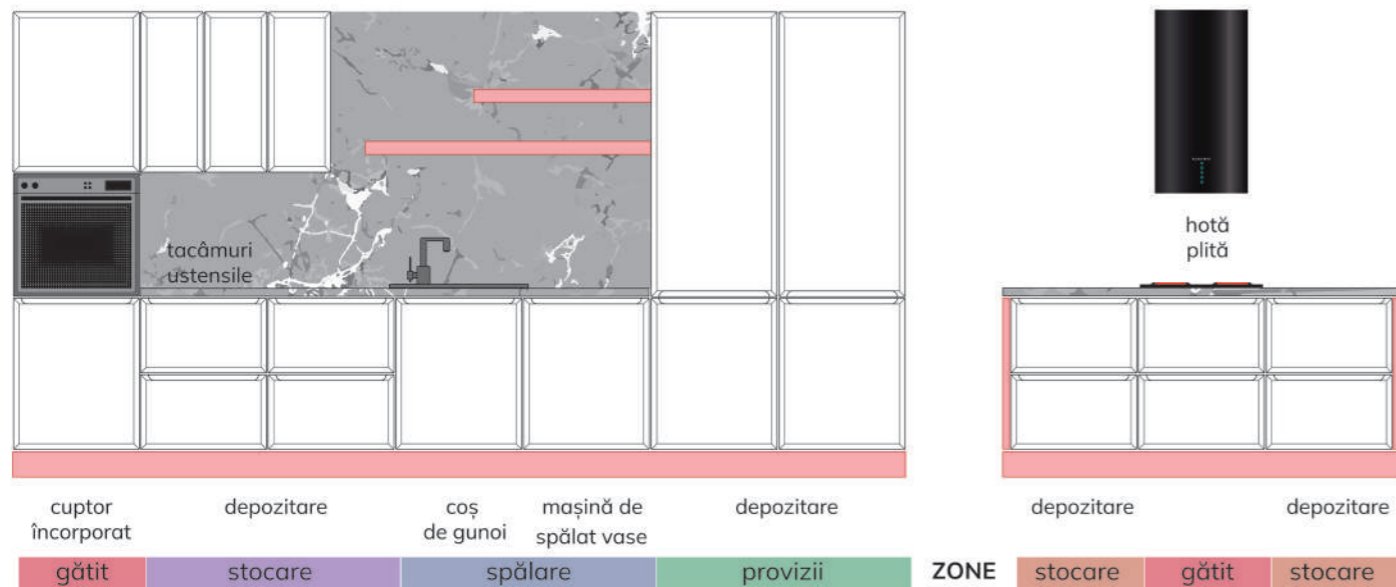 tacâmuri
ustensile
hotă
plită
cuptor
încorporat
depozitare
coș
de gunoi
mașină de
spălat vase
depozitare
depozitare
depozitare
gătit
stocare
spălare
provizii
ZONE
stocare
gătit
stocare